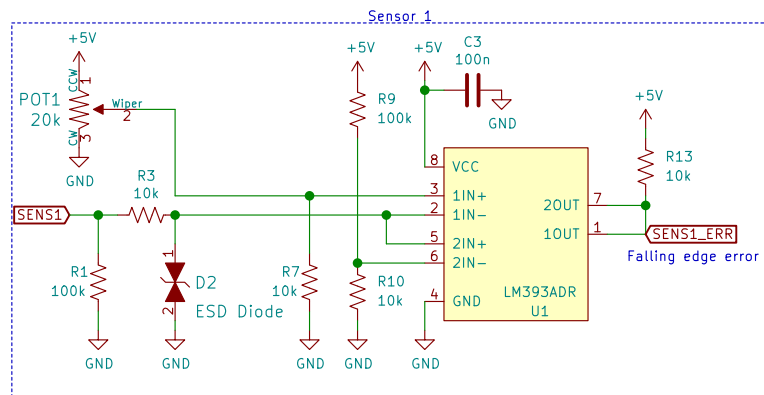 Sensor 1
+5V
CCW
1
POT1
20k
Wiper
2
CW
3
GND
+5V
R9
100k
+5V
C3
100n
GND
+5V
R13
10k
8
VCC
3
1IN+
2
1IN-
5
2IN+
6
2IN-
4
GND
2OUT
7
1OUT
1
LM393ADR
U1
SENS1_ERR
Falling edge error
SENS1
R3
10k
R1
100k
GND
1
2
D2
ESD Diode
GND
R7
10k
GND
R10
10k
GND
GND